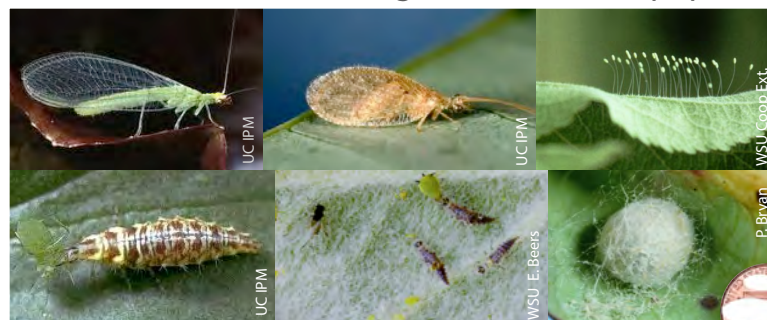 UC IPM
UC IPM
WSU Coop Ext.
UC IPM
WSU E. Beers
P. Bryan